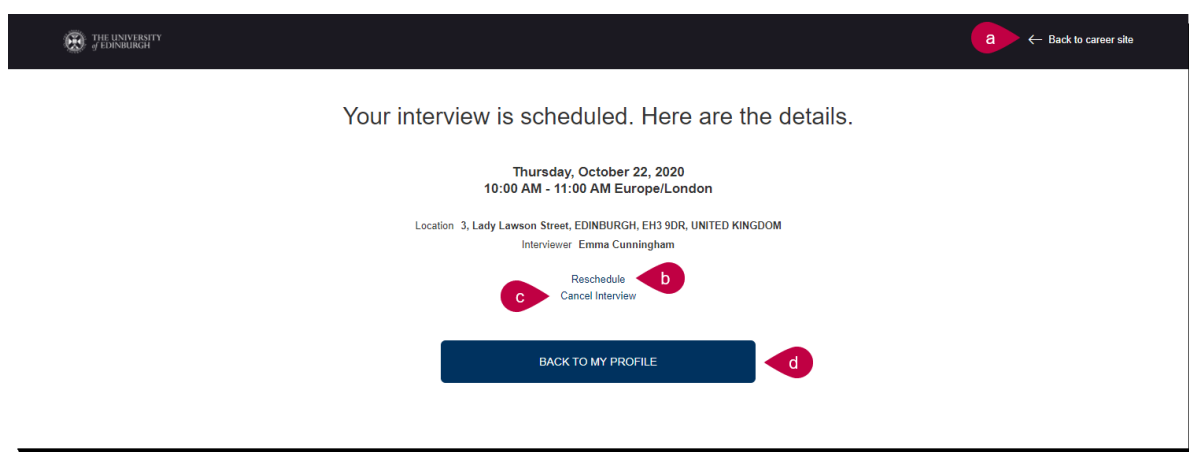 THE UNIVERSITY
of EDINBURGH
a
← Back to career site
Your interview is scheduled. Here are the details.
Thursday, October 22, 2020
10:00 AM - 11:00 AM Europe/London
Location 3, Lady Lawson Street, EDINBURGH, EH3 9DR, UNITED KINGDOM
Interviewer Emma Cunningham
Reschedule b
c Cancel Interview
BACK TO MY PROFILE d